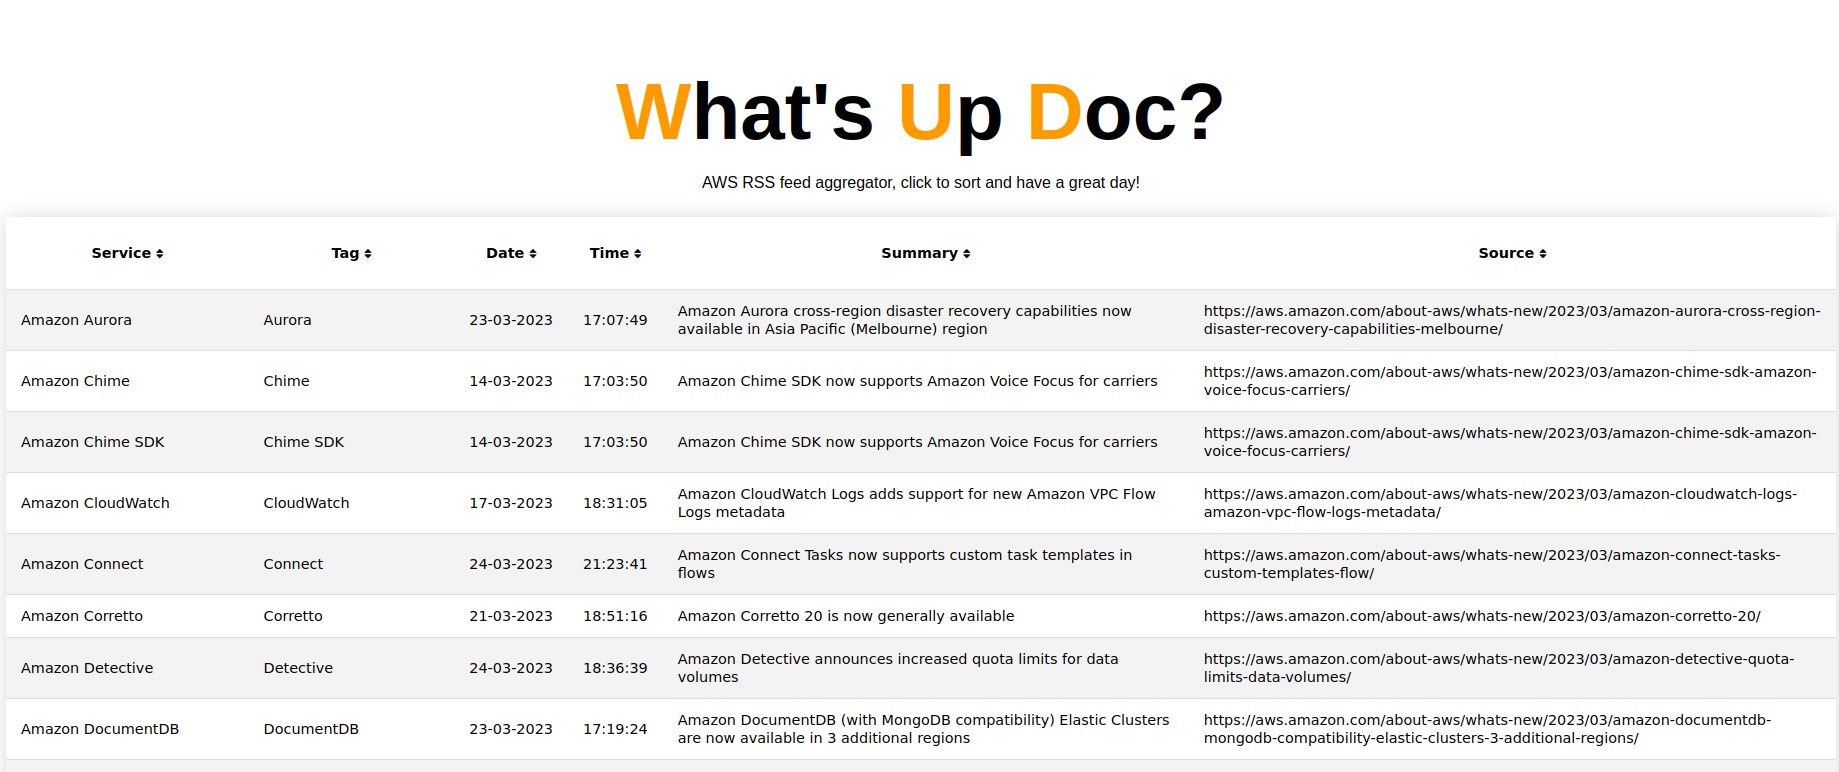 What's Up Doc?
AWS RSS feed aggregator, click to sort and have a great day!
Service Tag Date Time Summary Source
Amazon Aurora Aurora 23-03-2023 17:07:49 Amazon Aurora cross-region disaster recovery capabilities now https://aws.amazon.com/about-aws/whats-new/2023/03/amazon-aurora-cross-region-
available in Asia Pacific (Melbourne) region disaster-recovery-capabilities-melbourne/
Amazon Chime Chime 14-03-2023 17:03:50 Amazon Chime SDK now supports Amazon Voice Focus for carriers https://aws.amazon.com/about-aws/whats-new/2023/03/amazon-chime-sdk-amazon-
voice-focus-carriers/
Amazon Chime SDK Chime SDK 14-03-2023 17:03:50 Amazon Chime SDK now supports Amazon Voice Focus for carriers https://aws.amazon.com/about-aws/whats-new/2023/03/amazon-chime-sdk-amazon-
voice-focus-carriers/
Amazon CloudWatch CloudWatch 17-03-2023 18:31:05 Amazon CloudWatch Logs adds support for new Amazon VPC Flow https://aws.amazon.com/about-aws/whats-new/2023/03/amazon-cloudwatch-logs-
Logs metadata amazon-vpc-flow-logs-metadata/
Amazon Connect Connect 24-03-2023 21:23:41 Amazon Connect Tasks now supports custom task templates in https://aws.amazon.com/about-aws/whats-new/2023/03/amazon-connect-tasks-
flows custom-templates-flow/
Amazon Corretto Corretto 21-03-2023 18:51:16 Amazon Corretto 20 is now generally available https://aws.amazon.com/about-aws/whats-new/2023/03/amazon-corretto-20/
Amazon Detective Detective 24-03-2023 18:36:39 Amazon Detective announces increased quota limits for data https://aws.amazon.com/about-aws/whats-new/2023/03/amazon-detective-quota-
volumes limits-data-volumes/
Amazon DocumentDB DocumentDB 23-03-2023 17:19:24 Amazon DocumentDB (with MongoDB compatibility) Elastic Clusters https://aws.amazon.com/about-aws/whats-new/2023/03/amazon-documentdb-
are now available in 3 additional regions mongodb-compatibility-elastic-clusters-3-additional-regions/